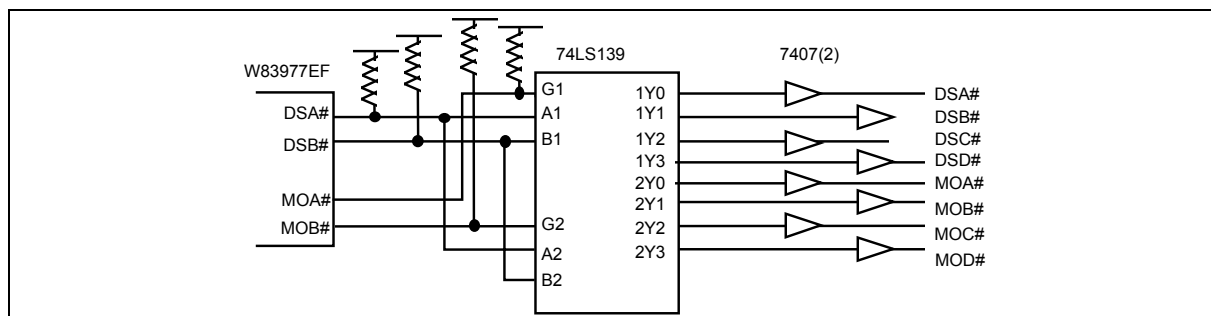 74LS139
7407(2)
W83977EF
DSA#
DSB#
MOA#
MOB#
G1
A1
B1
G2
A2
B2
1Y0
1Y1
1Y2
1Y3
2Y0
2Y1
2Y2
2Y3
DSA#
DSB#
DSC#
DSD#
MOA#
MOB#
MOC#
MOD#